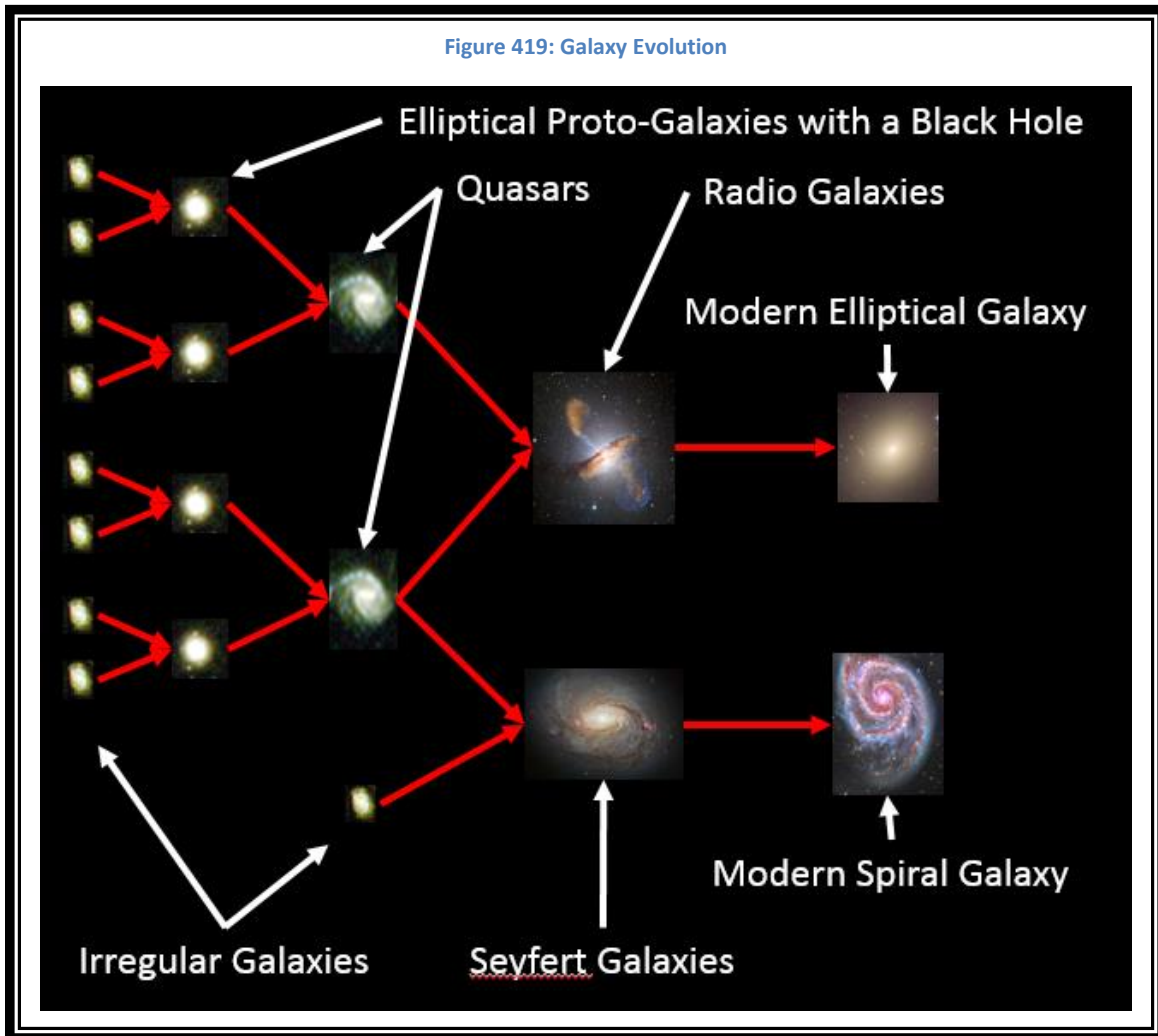 Figure 419: Galaxy Evolution
Elliptical Proto-Galaxies with a Black Hole
Quasars
Radio Galaxies
Modern Elliptical Galaxy
Modern Spiral Galaxy
Irregular Galaxies
Seyfert Galaxies